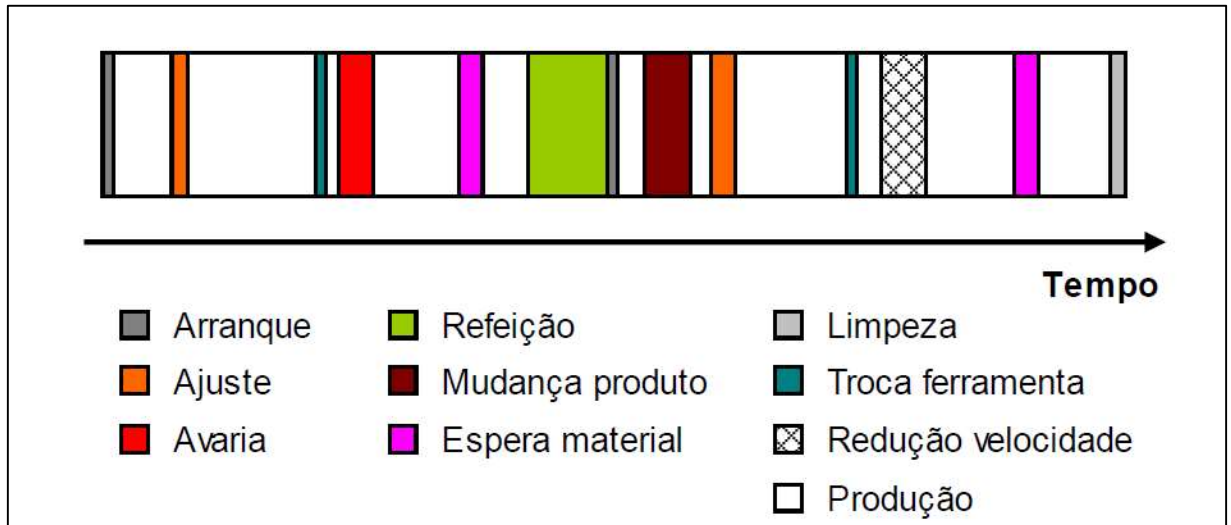 Tempo
Arranque
Refeição
Limpeza
Ajuste
Mudança produto
Troca ferramenta
Avaria
Espera material
Redução velocidade
Produção